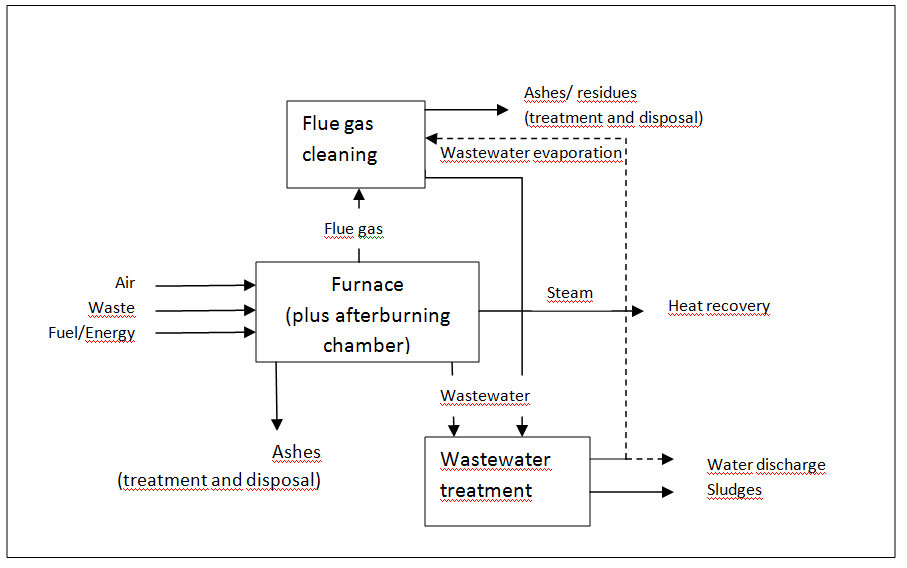 Ashes/ residues
(treatment and disposal)
Flue gas
cleaning
Wastewater evaporation
Flue gas
Air
Waste
Fuel/Energy
Furnace
(plus afterburning
chamber)
Steam
Heat recovery
Wastewater
Ashes
(treatment and disposal)
Wastewater
treatment
Water discharge
Sludges